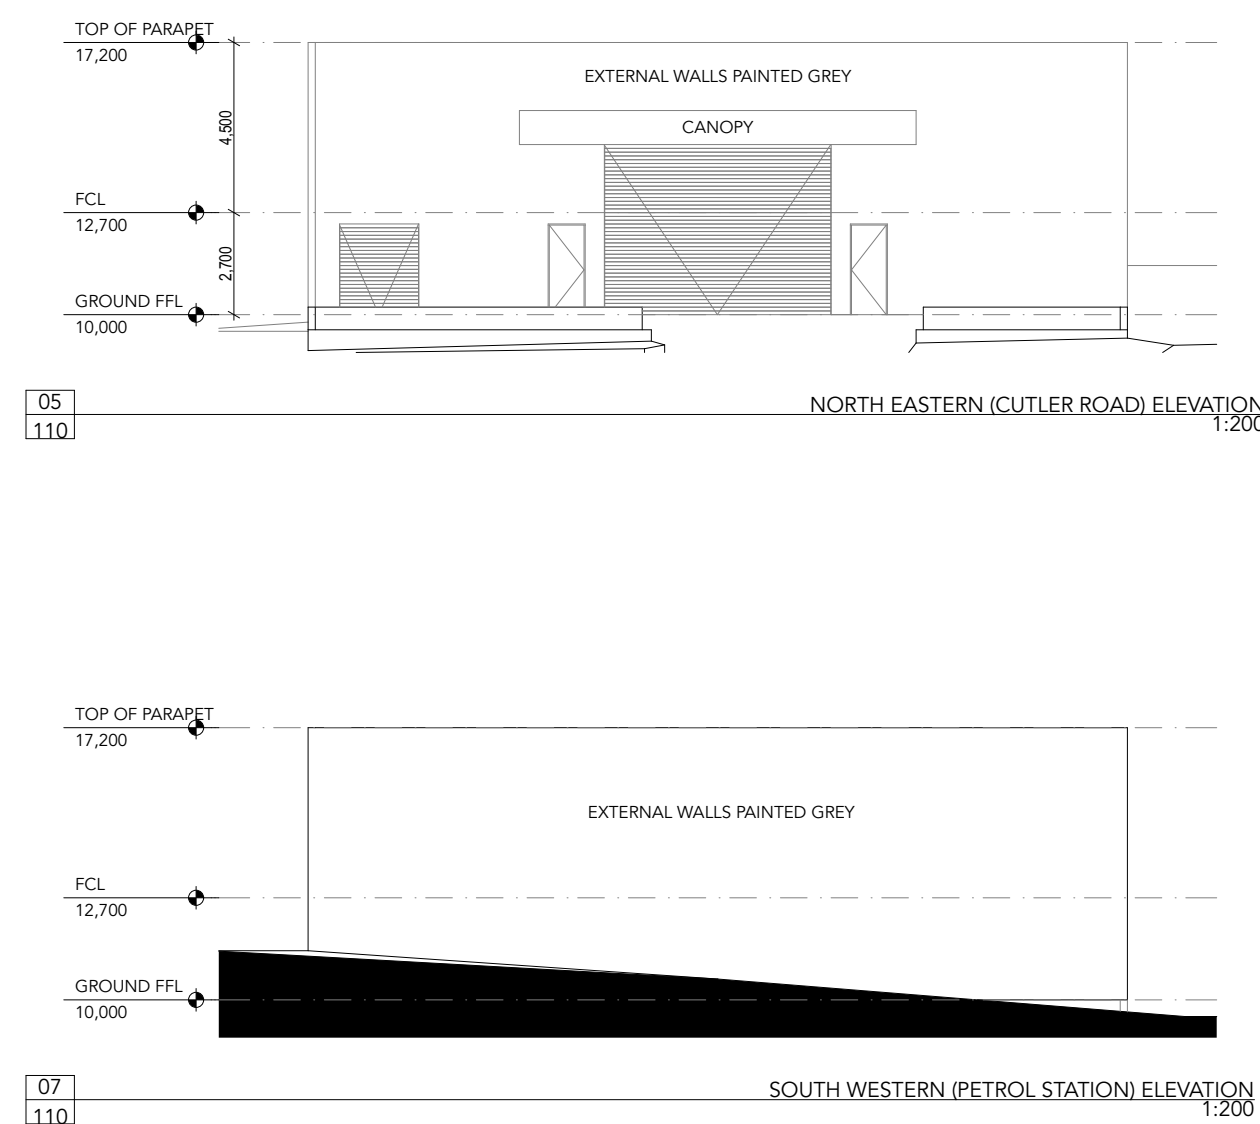 TOP OF PARAPET
17,200
EXTERNAL WALLS PAINTED GREY
4,500
CANOPY
FCL
12,700
2,700
GROUND FFL
10,000
05
110
NORTH EASTERN (CUTLER ROAD) ELEVATION
1:200
TOP OF PARAPET
17,200
EXTERNAL WALLS PAINTED GREY
FCL
12,700
GROUND FFL
10,000
07
110
SOUTH WESTERN (PETROL STATION) ELEVATION
1:200